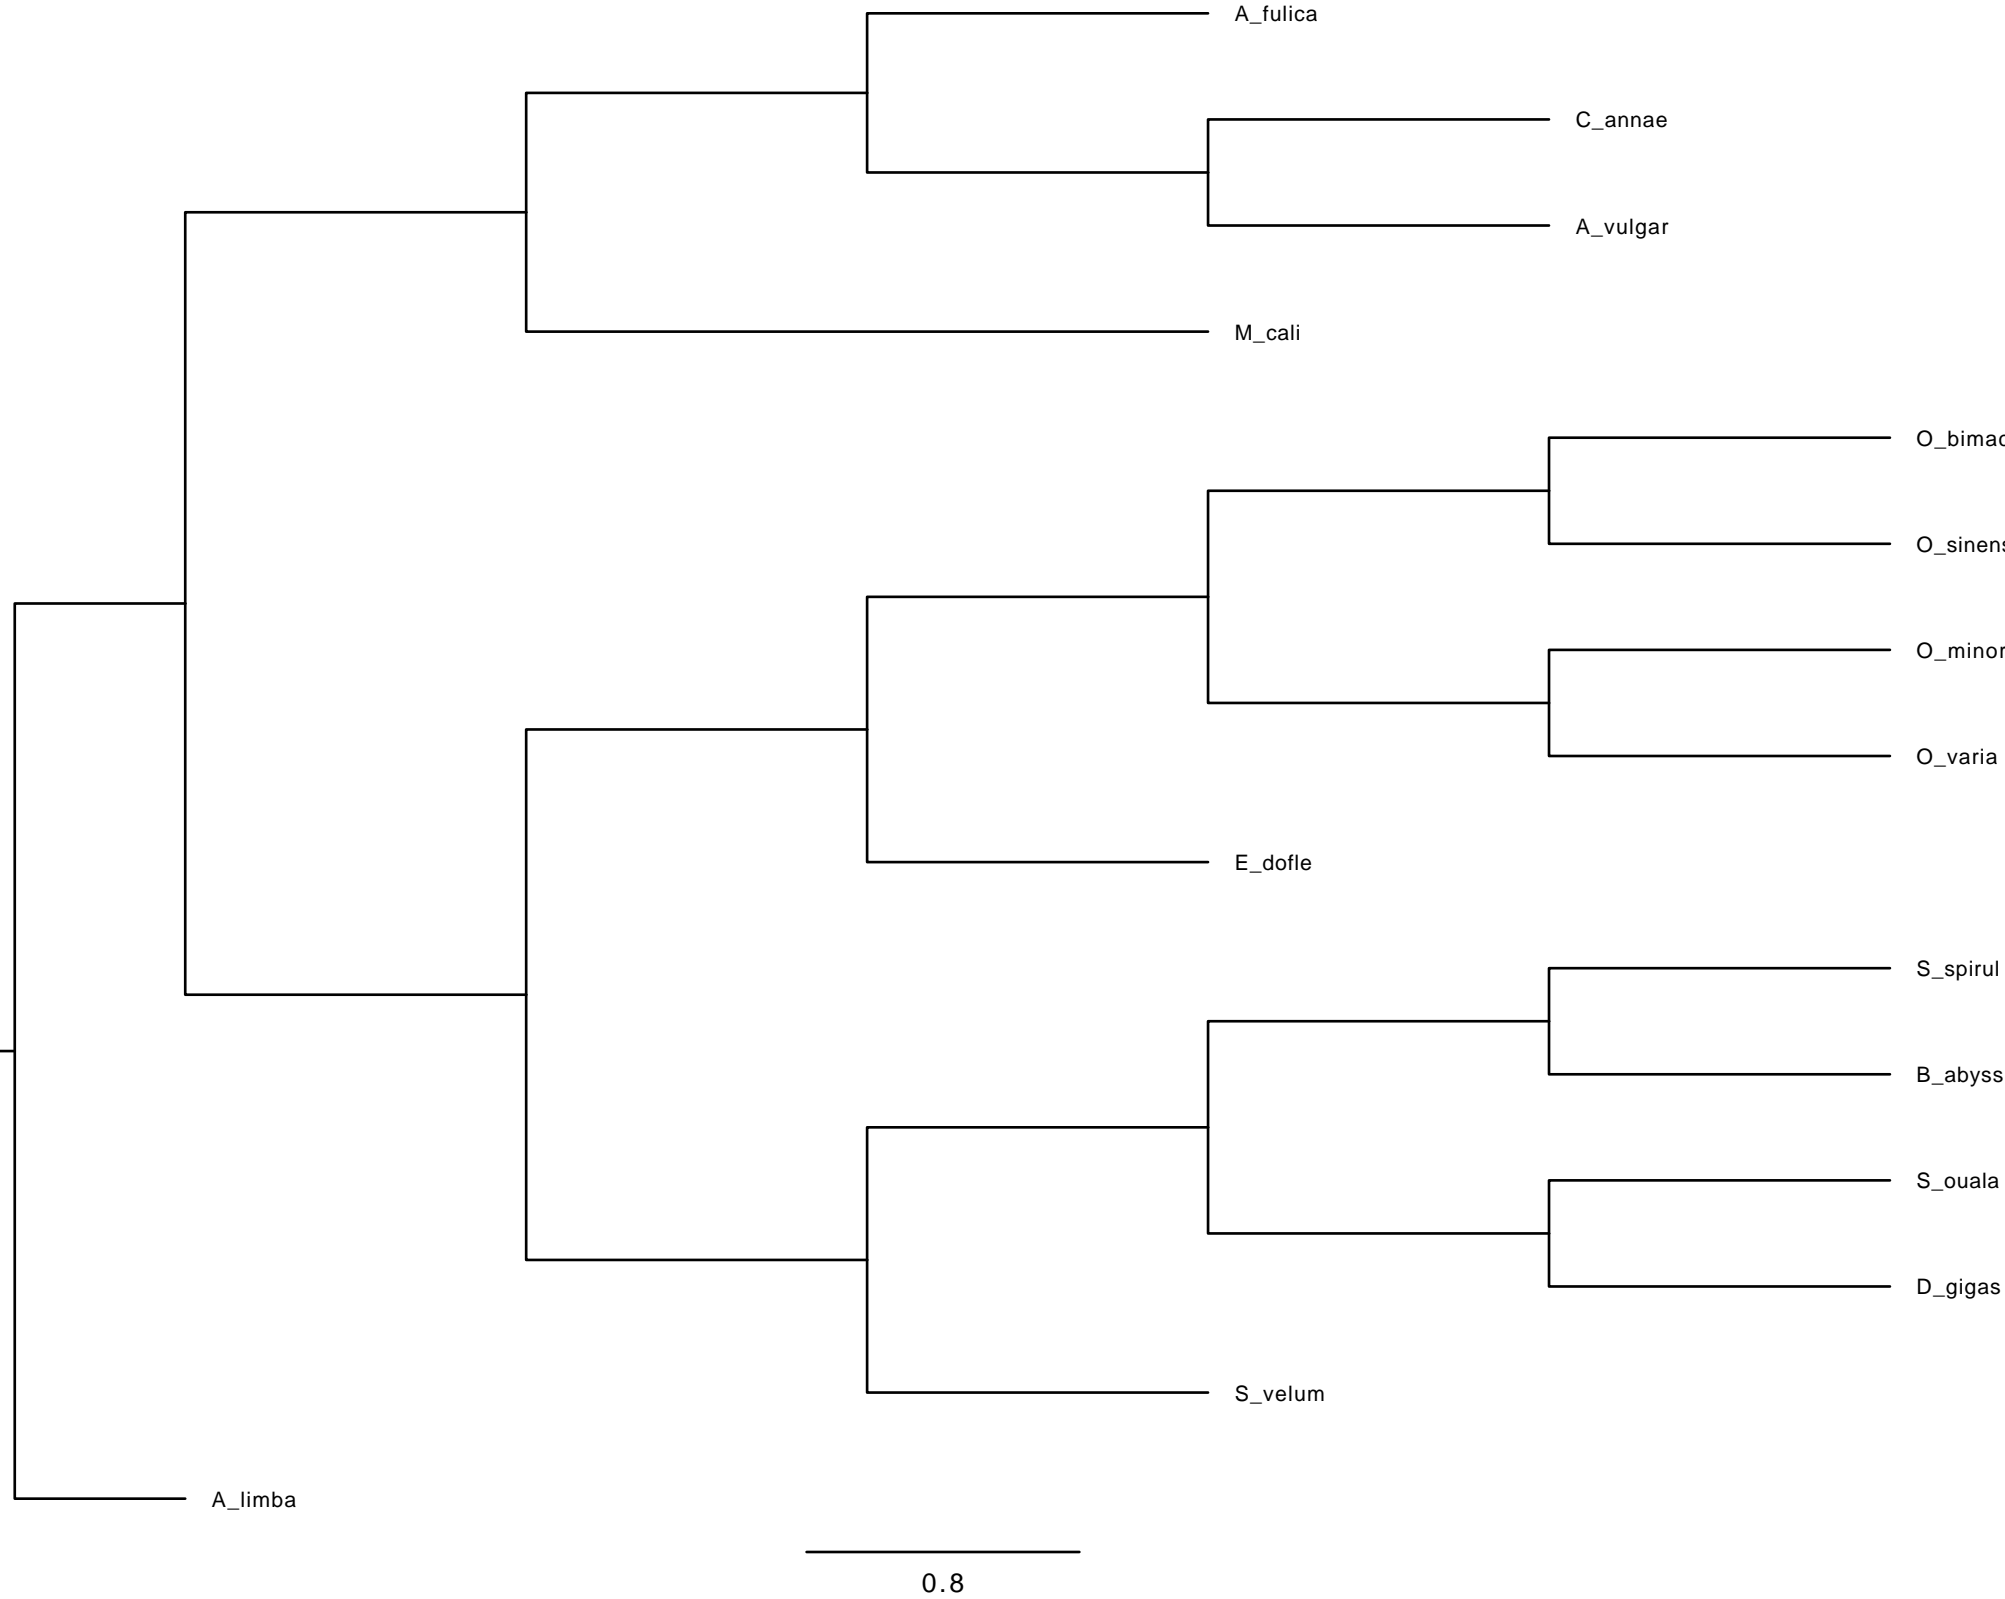 A_fulica
C_annae
A_vulgar
M_cali
O_bimac
O_sinens
O_minor
O_varia
E_dofle
S_spirul
B_abyss
S_ouala
D_gigas
S_velum
A_limba
0.8